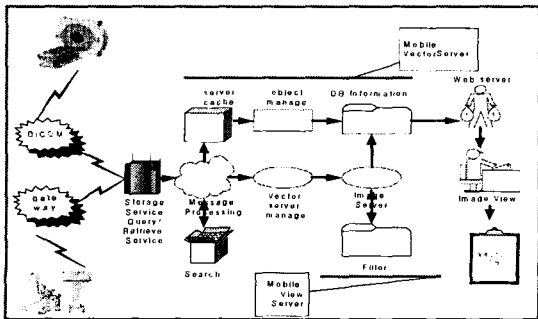 Mobile
VectorServer
Web server
server
cache
object
manage
DB Information
DICOM
Gate
way
Storage
Service
Query/
Retrieve
Service
Message
Processing
Vector
server
manage
Image
Server
Image View
Search
Filler
Mobile
View
Server